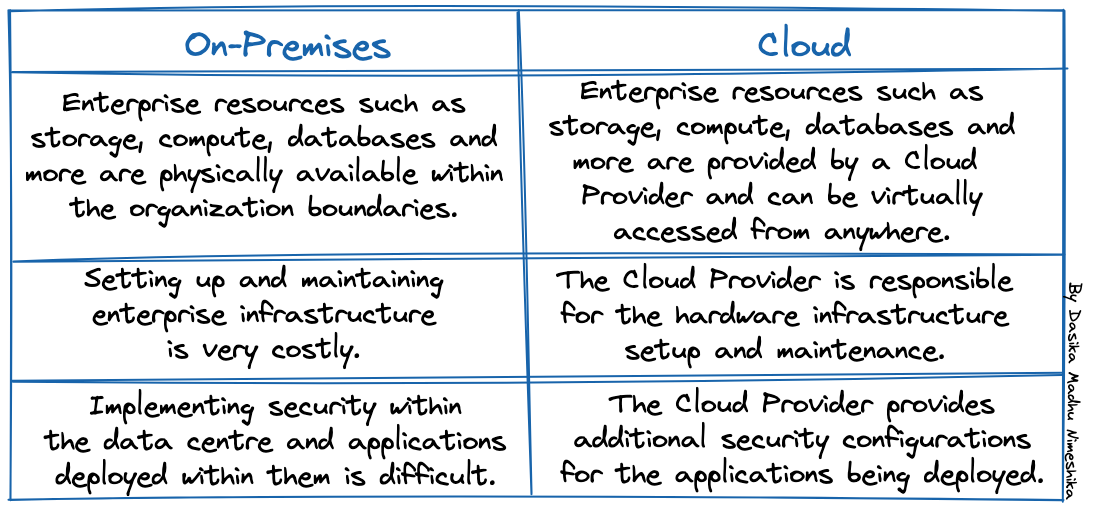 On-Premises
Cloud
Enterprise resources such as
storage, compute, databases and
more are physically available within
the organization boundaries.
Enterprise resources such as
storage, compute, databases and
more are provided by a Cloud
Provider and can be virtually
accessed from anywhere.
Setting up and maintaining
enterprise infrastructure
is very costly.
The Cloud Provider is responsible
for the hardware infrastructure
setup and maintenance.
Implementing security within
the data centre and applications
deployed within them is difficult.
The Cloud Provider provides
additional security configurations
for the applications being deployed.
By Dasika Madhu Nimeshika